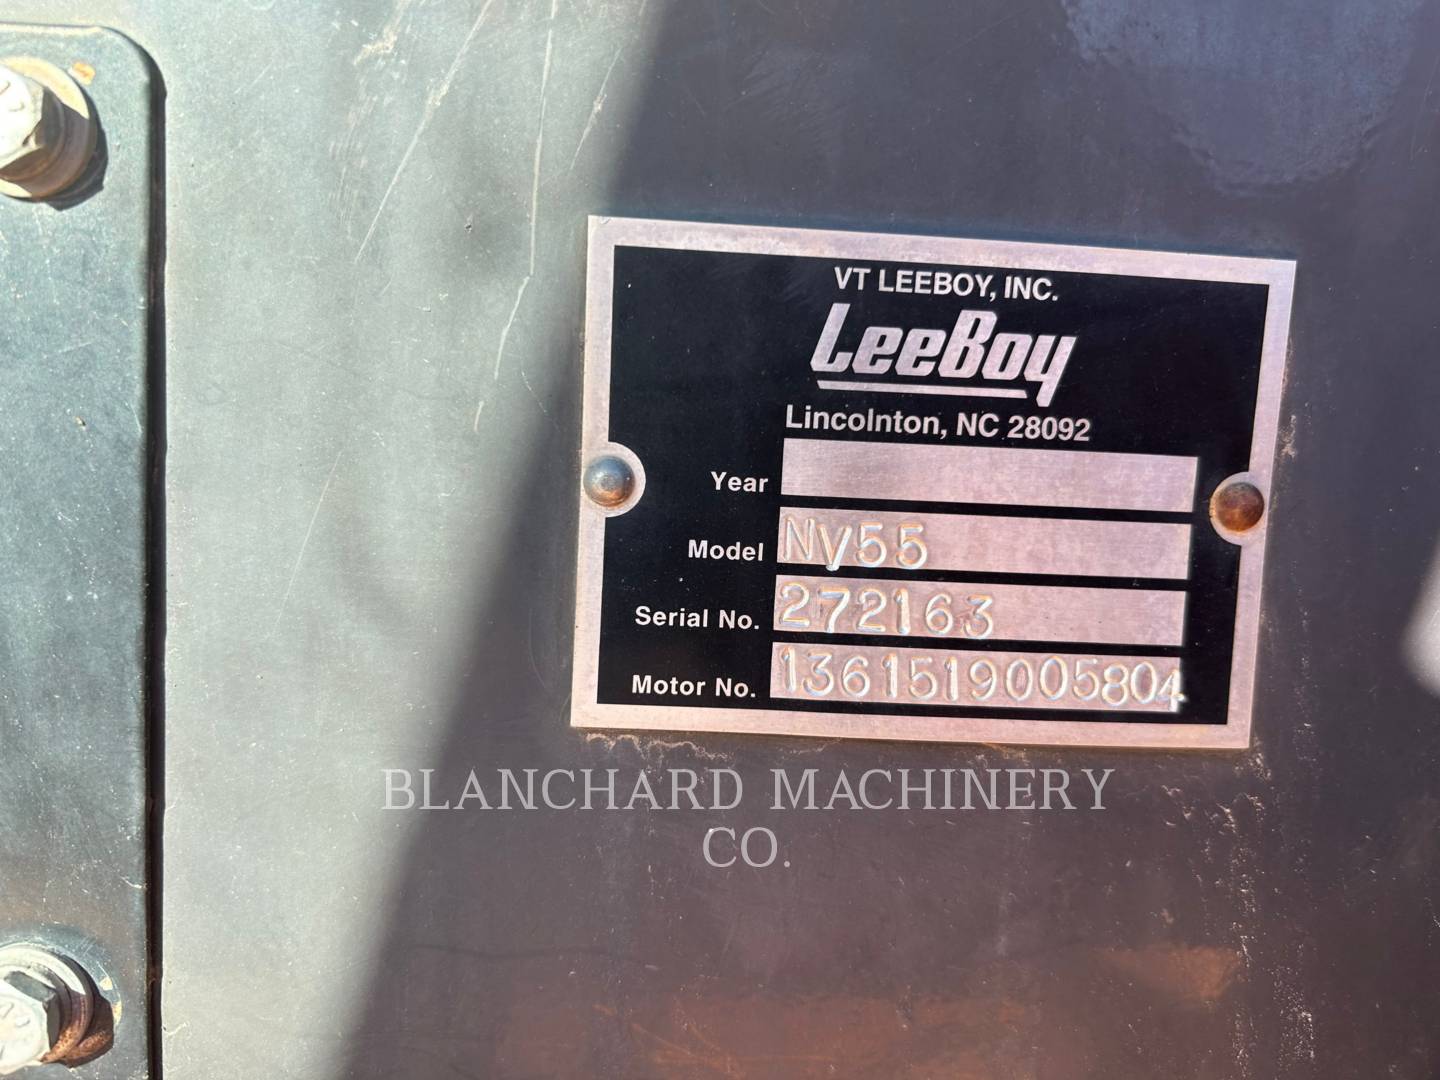 VT LEEBOY, INC.
LeeBoy
Lincolnton, NC 28092
Year
Model NV55
Serial No. 272163
Motor No. 1361519005804
BLANCHARD MACHINERY
CO.